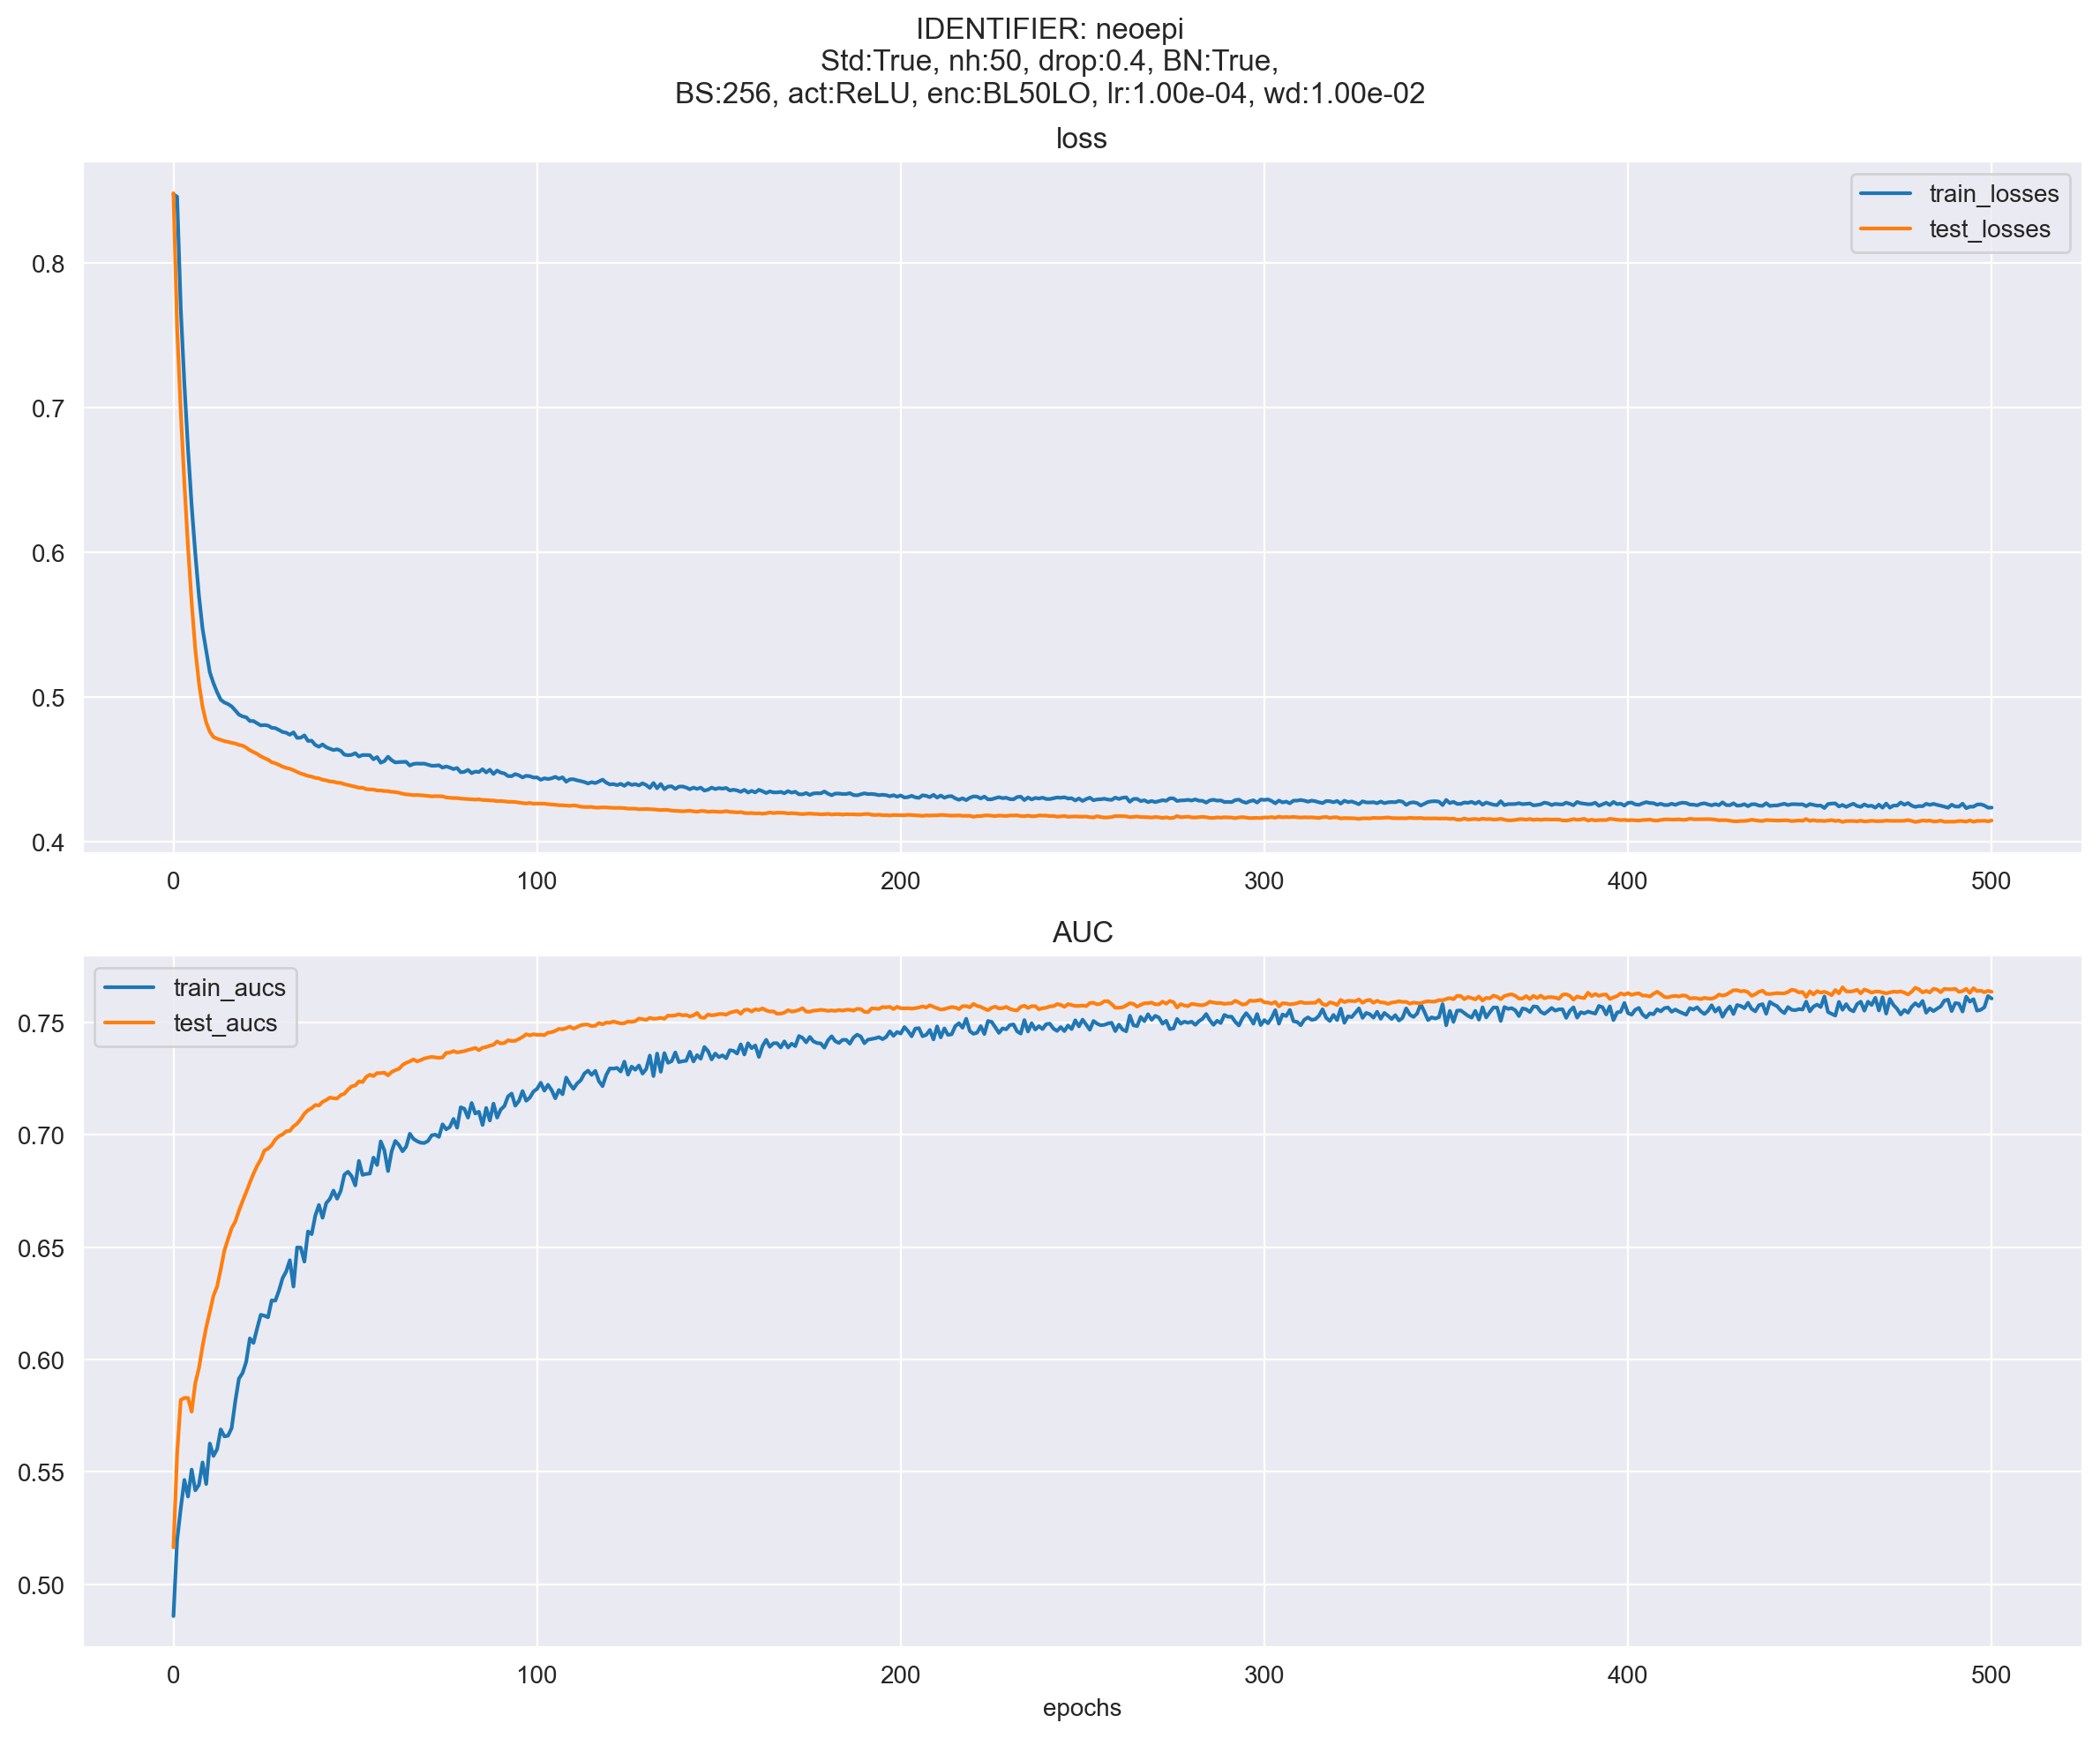 IDENTIFIER: neoepi
Std:True, nh:50, drop:0.4, BN:True,
BS:256, act:ReLU, enc:BL50LO, lr:1.00e-04, wd:1.00e-02
loss
train_losses
test_losses
0.8
0.7
0.6
0.5
0.4
0 100 200 300 400 500
AUC
train_aucs
test_aucs
0.75
0.70
0.65
0.60
0.55
0.50
0 100 200 300 400 500
epochs